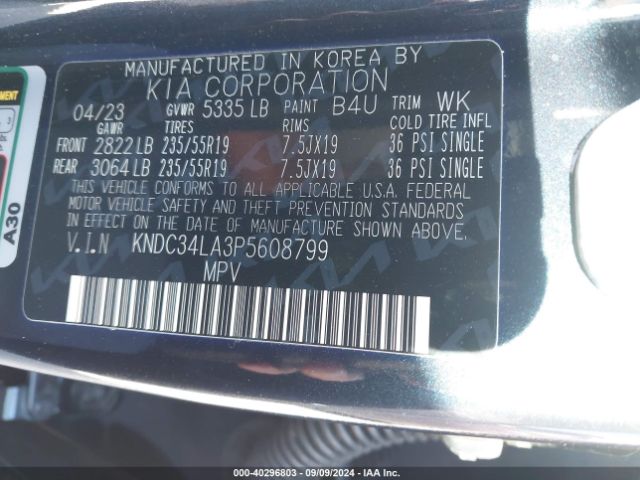 MANUFACTURED IN KOREA BY
KIA CORPORATION
04/23 GVWR 5335 LB PAINT B4U TRIM WK
GAWR TIRES RIMS COLD TIRE INFL
FRONT 2822 LB 235/55R19 7.5JX19 36 PSI SINGLE
REAR 3064 LB 235/55R19 7.5JX19 36 PSI SINGLE
THIS VEHICLE CONFORMS TO ALL APPLICABLE U.S.A. FEDERAL
MOTOR VEHICLE SAFETY AND THEFT PREVENTION STANDARDS
IN EFFECT ON THE DATE OF MANUFACTURE SHOWN ABOVE.
V.I.N KNDC34LA3P5608799
MPV
A30
000-40296803 - 09/09/2024 - IAA Inc.